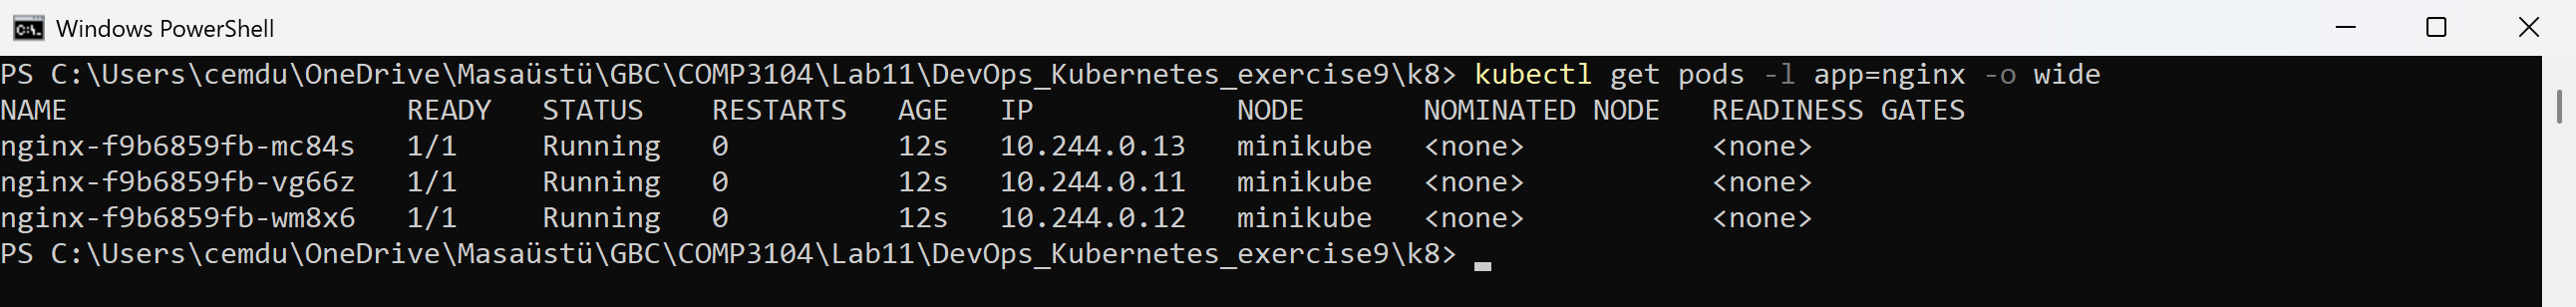 Windows PowerShell
PS C:\Users\cemdu\OneDrive\Masaüstü\GBC\COMP3104\Lab11\DevOps_Kubernetes_exercise9\k8> kubectl get pods -l app=nginx -o wide
NAME                    READY   STATUS    RESTARTS   AGE   IP            NODE       NOMINATED NODE   READINESS GATES
nginx-f9b6859fb-mc84s   1/1     Running   0          12s   10.244.0.13   minikube   <none>           <none>
nginx-f9b6859fb-vg66z   1/1     Running   0          12s   10.244.0.11   minikube   <none>           <none>
nginx-f9b6859fb-wm8x6   1/1     Running   0          12s   10.244.0.12   minikube   <none>           <none>
PS C:\Users\cemdu\OneDrive\Masaüstü\GBC\COMP3104\Lab11\DevOps_Kubernetes_exercise9\k8>